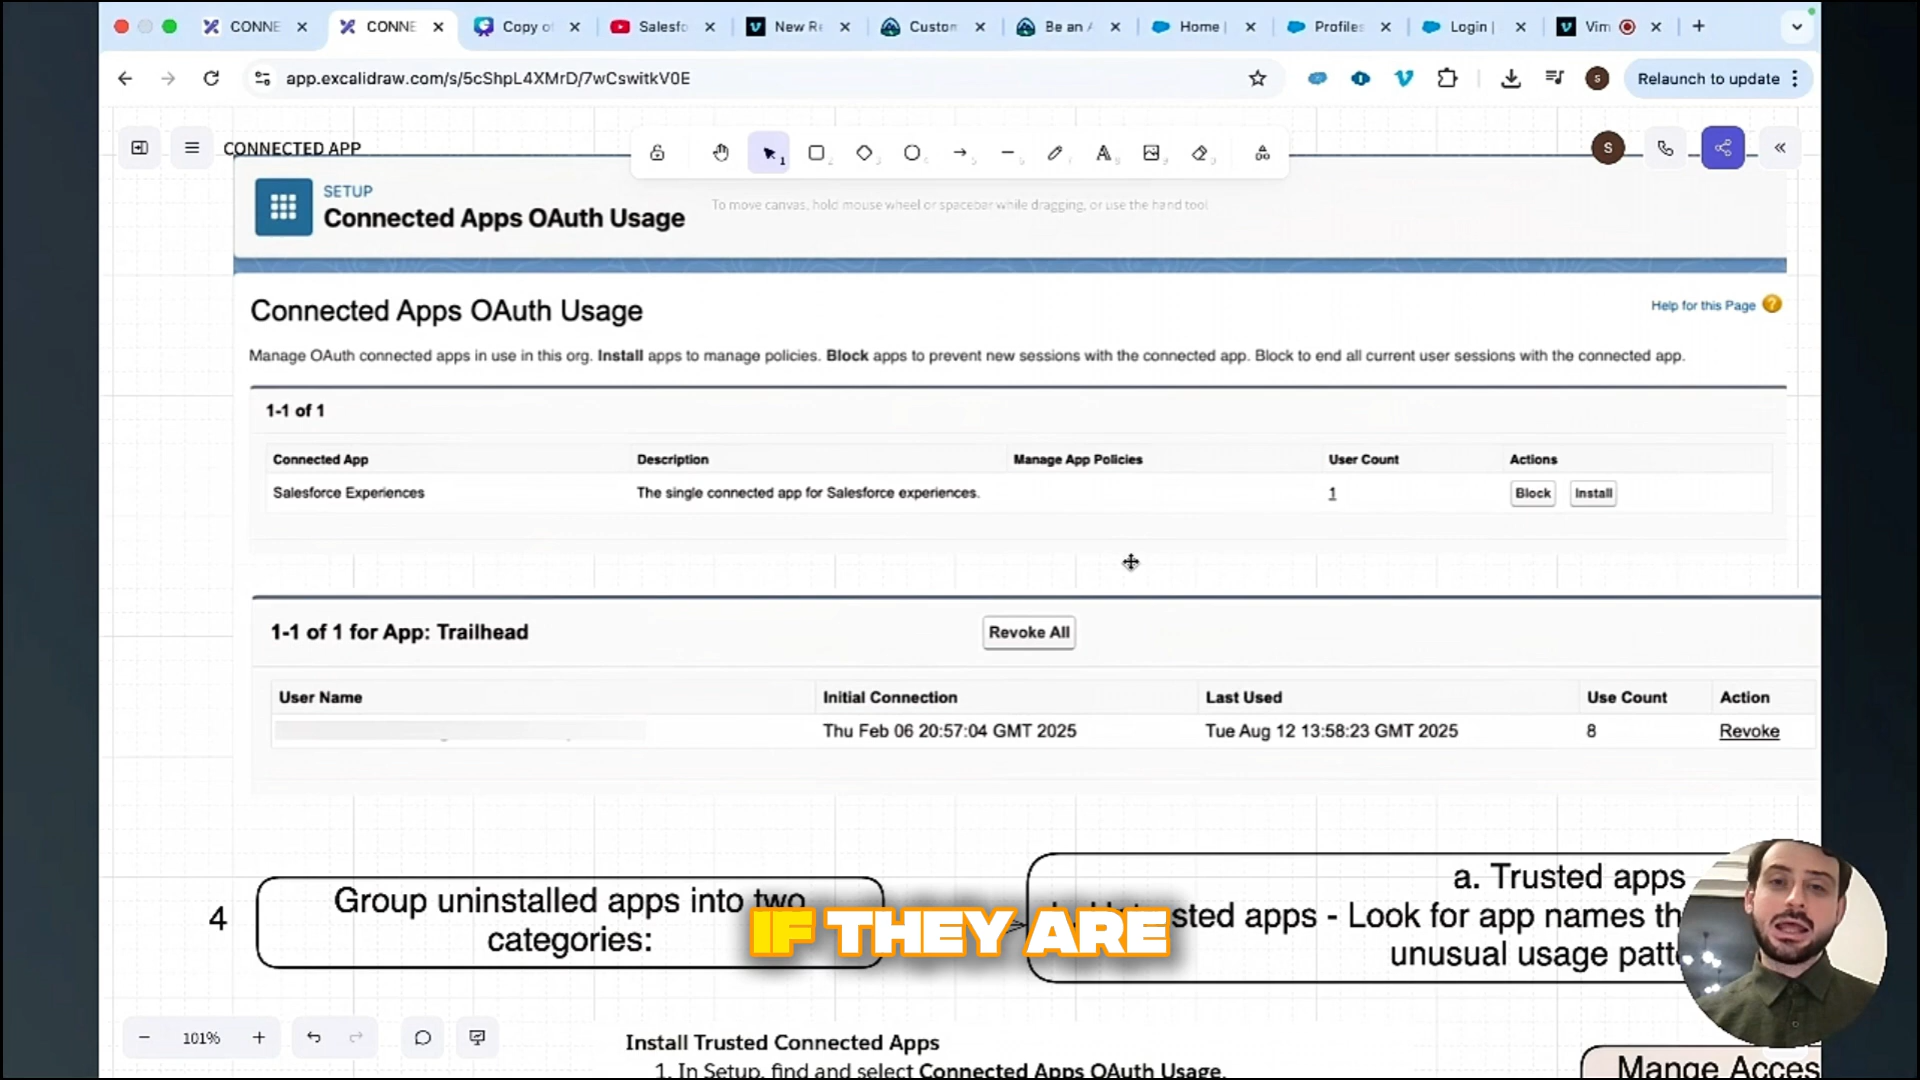 CONNE
CONNE
Copy o
Salesfo
New Re
Custom
Be an A
Home |
Profiles
Login |
Vim
app.excalidraw.com/s/5cShpL4XMrD/7wCswitkV0E
s
Relaunch to update
CONNECTED APP
S
To move canvas, hold mouse wheel or spacebar while dragging, or use the hand tool
SETUP
Connected Apps OAuth Usage
Connected Apps OAuth Usage
Help for this Page ?
Manage OAuth connected apps in use in this org. Install apps to manage policies. Block apps to prevent new sessions with the connected app. Block to end all current user sessions with the connected app.
1-1 of 1
Connected App Description Manage App Policies User Count Actions
Salesforce Experiences The single connected app for Salesforce experiences. 1 Block Install
1-1 of 1 for App: Trailhead Revoke All
User Name Initial Connection Last Used Use Count Action
Thu Feb 06 20:57:04 GMT 2025 Tue Aug 12 13:58:23 GMT 2025 8 Revoke
4
Group uninstalled apps into two
categories:
IF THEY ARE
a. Trusted apps
sted apps - Look for app names th
unusual usage patt
101%
Install Trusted Connected Apps
1. In Setup, find and select Connected Apps OAuth Usage.
Mange Acces